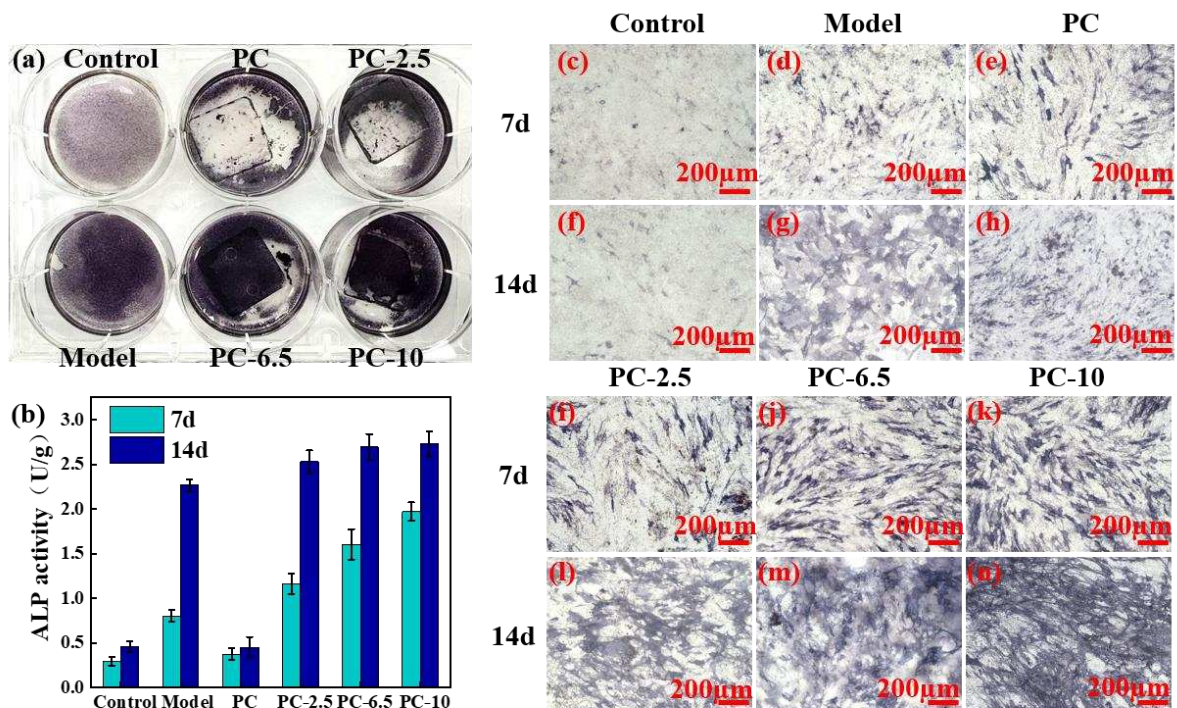 (a) Control PC PC-2.5
Model PC-6.5 PC-10
(b)
ALP activity（U/g）
3.0
2.5
2.0
1.5
1.0
0.5
0.0
7d
14d
Control Model PC PC-2.5 PC-6.5 PC-10
Control Model PC
7d
(c) 200μm
(d) 200μm
(e) 200μm
14d
(f) 200μm
(g) 200μm
(h) 200μm
PC-2.5 PC-6.5 PC-10
7d
(i) 200μm
(j) 200μm
(k) 200μm
14d
(l) 200μm
(m) 200μm
(n) 200μm